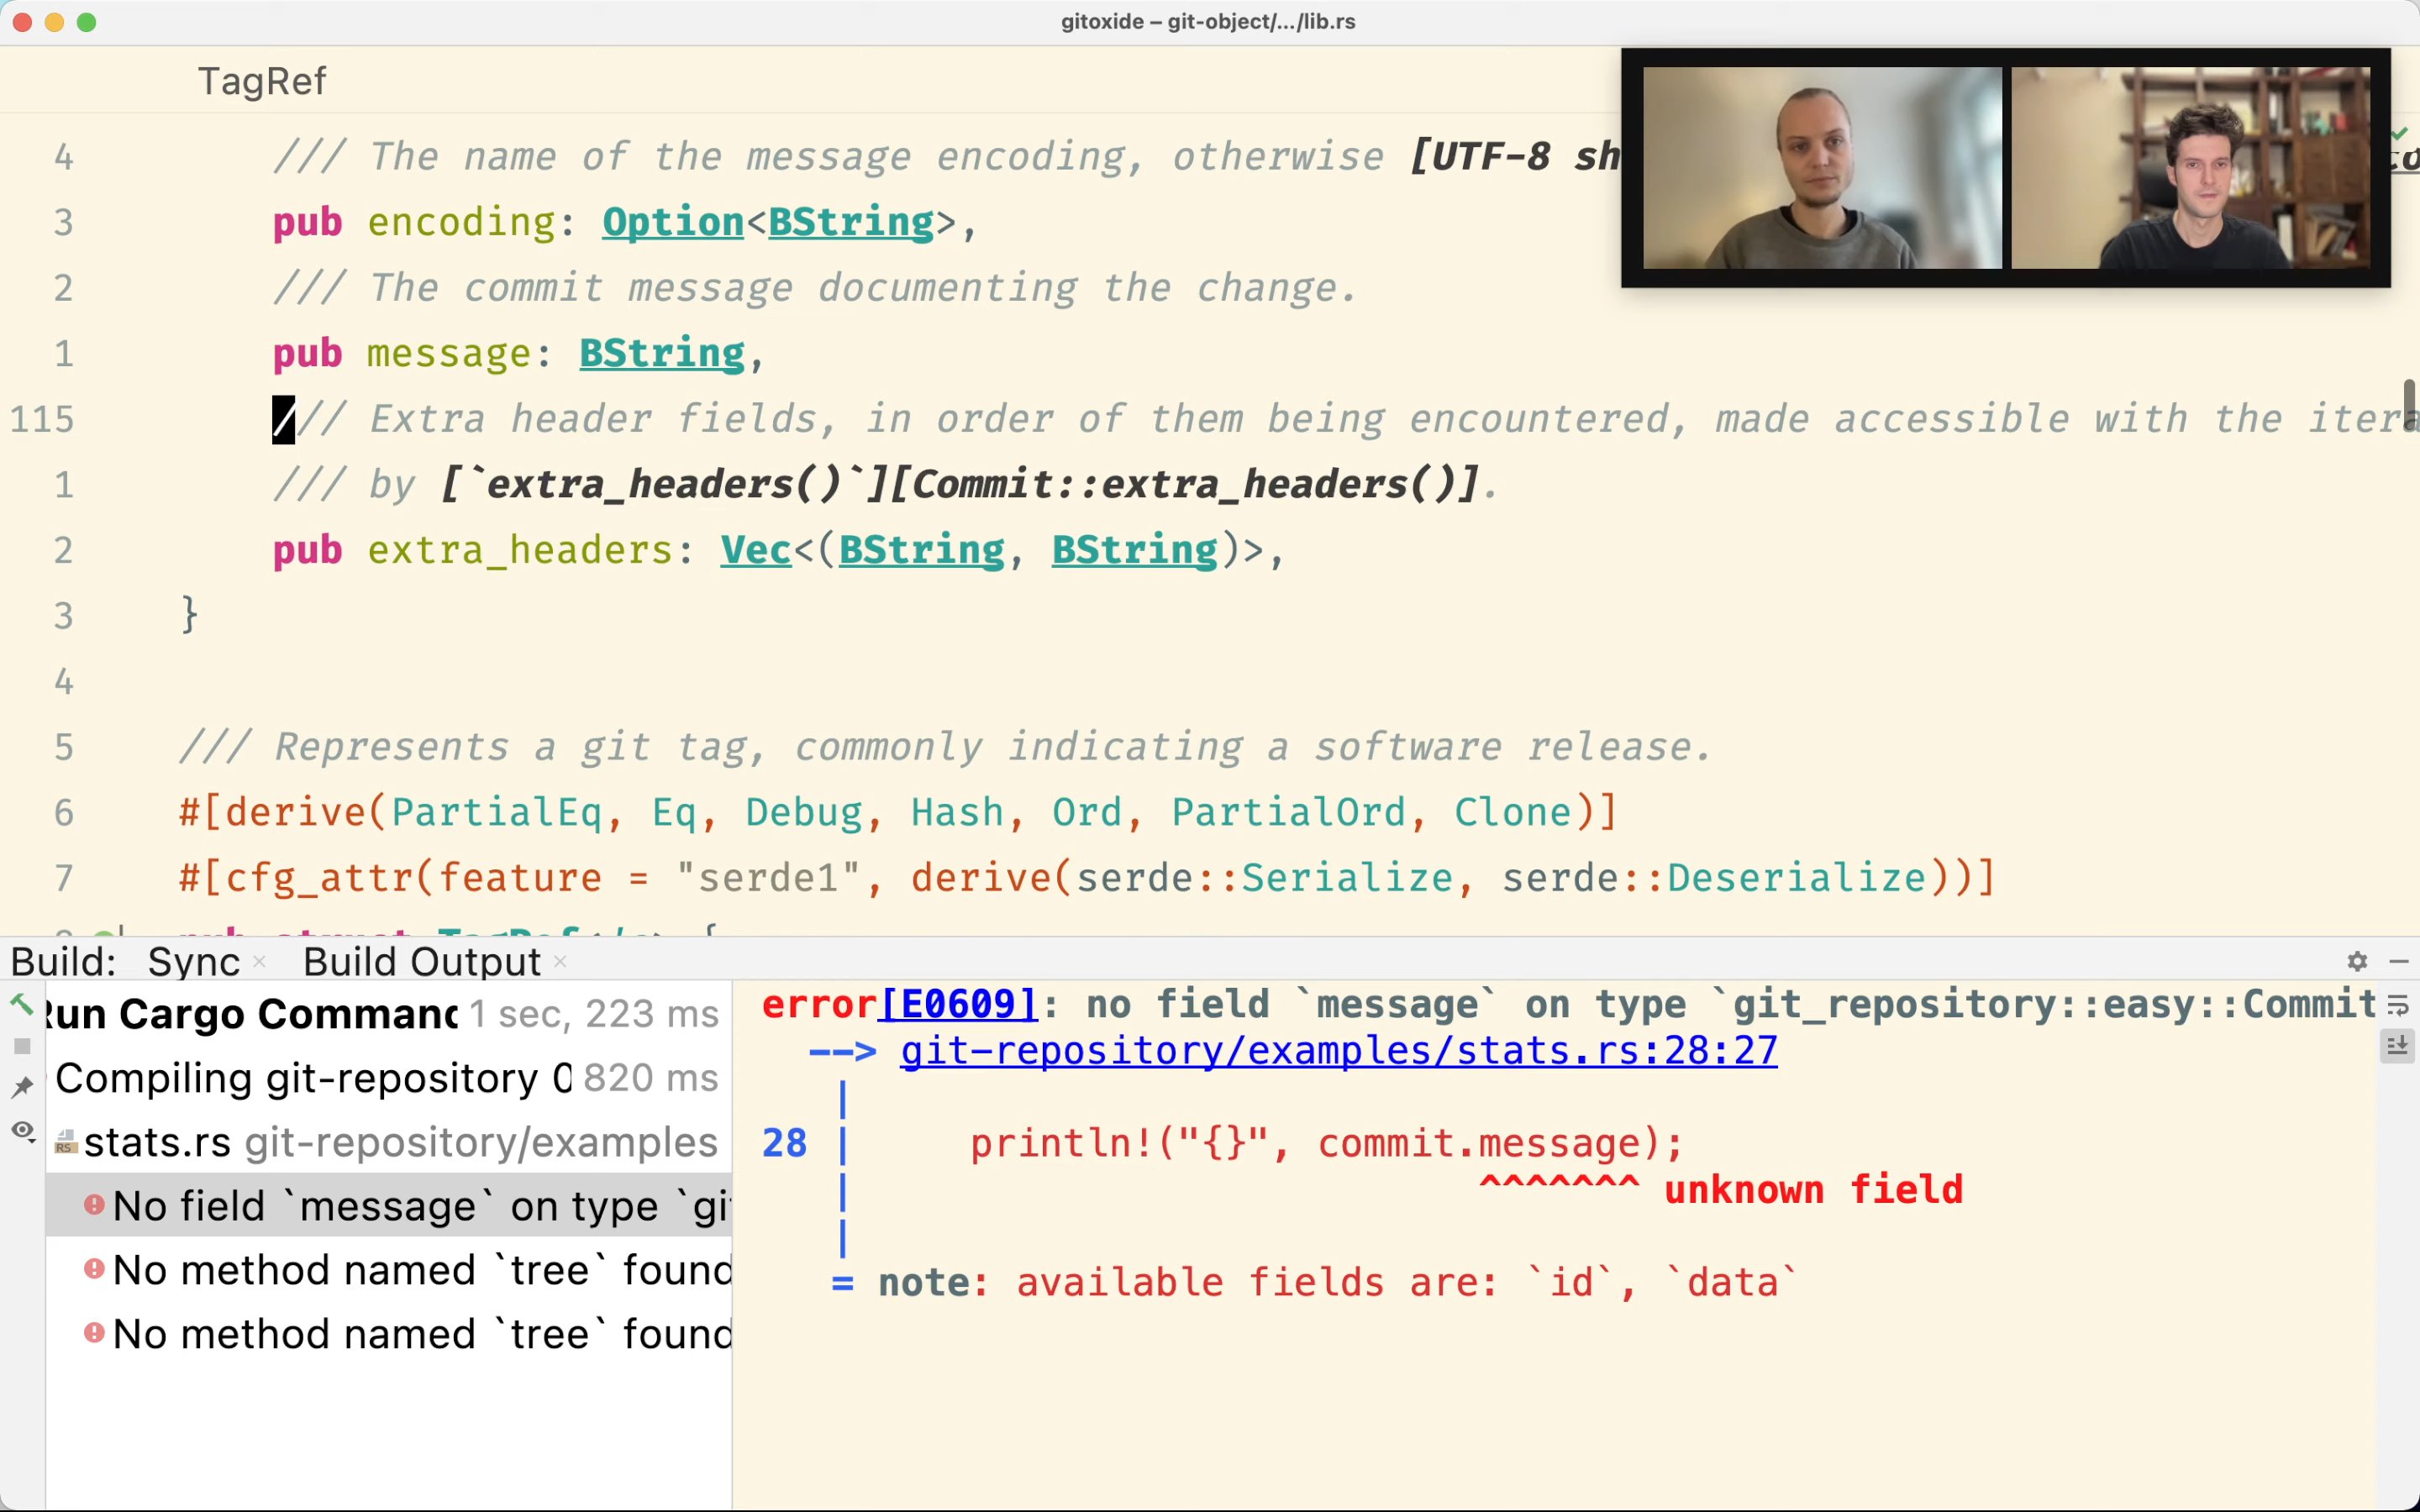 gitoxide – git-object/.../lib.rs
TagRef
4 /// The name of the message encoding, otherwise [UTF-8 sh
3 pub encoding: Option<BString>,
2 /// The commit message documenting the change.
1 pub message: BString,
115 /// Extra header fields, in order of them being encountered, made accessible with the itera
1 /// by [`extra_headers()`][Commit::extra_headers()].
2 pub extra_headers: Vec<(BString, BString)>,
3 }
4
5 /// Represents a git tag, commonly indicating a software release.
6 #[derive(PartialEq, Eq, Debug, Hash, Ord, PartialOrd, Clone)]
7 #[cfg_attr(feature = "serde1", derive(serde::Serialize, serde::Deserialize))]
8 pub struct TagRef<'a> {
Build: Sync × Build Output ×
Run Cargo Command 1 sec, 223 ms
Compiling git-repository 0 820 ms
stats.rs git-repository/examples
No field `message` on type `gi
No method named `tree` found
No method named `tree` found
error[E0609]: no field `message` on type `git_repository::easy::Commit
--> git-repository/examples/stats.rs:28:27
|
28 | println!("{}", commit.message);
| ^^^^^^^ unknown field
|
= note: available fields are: `id`, `data`